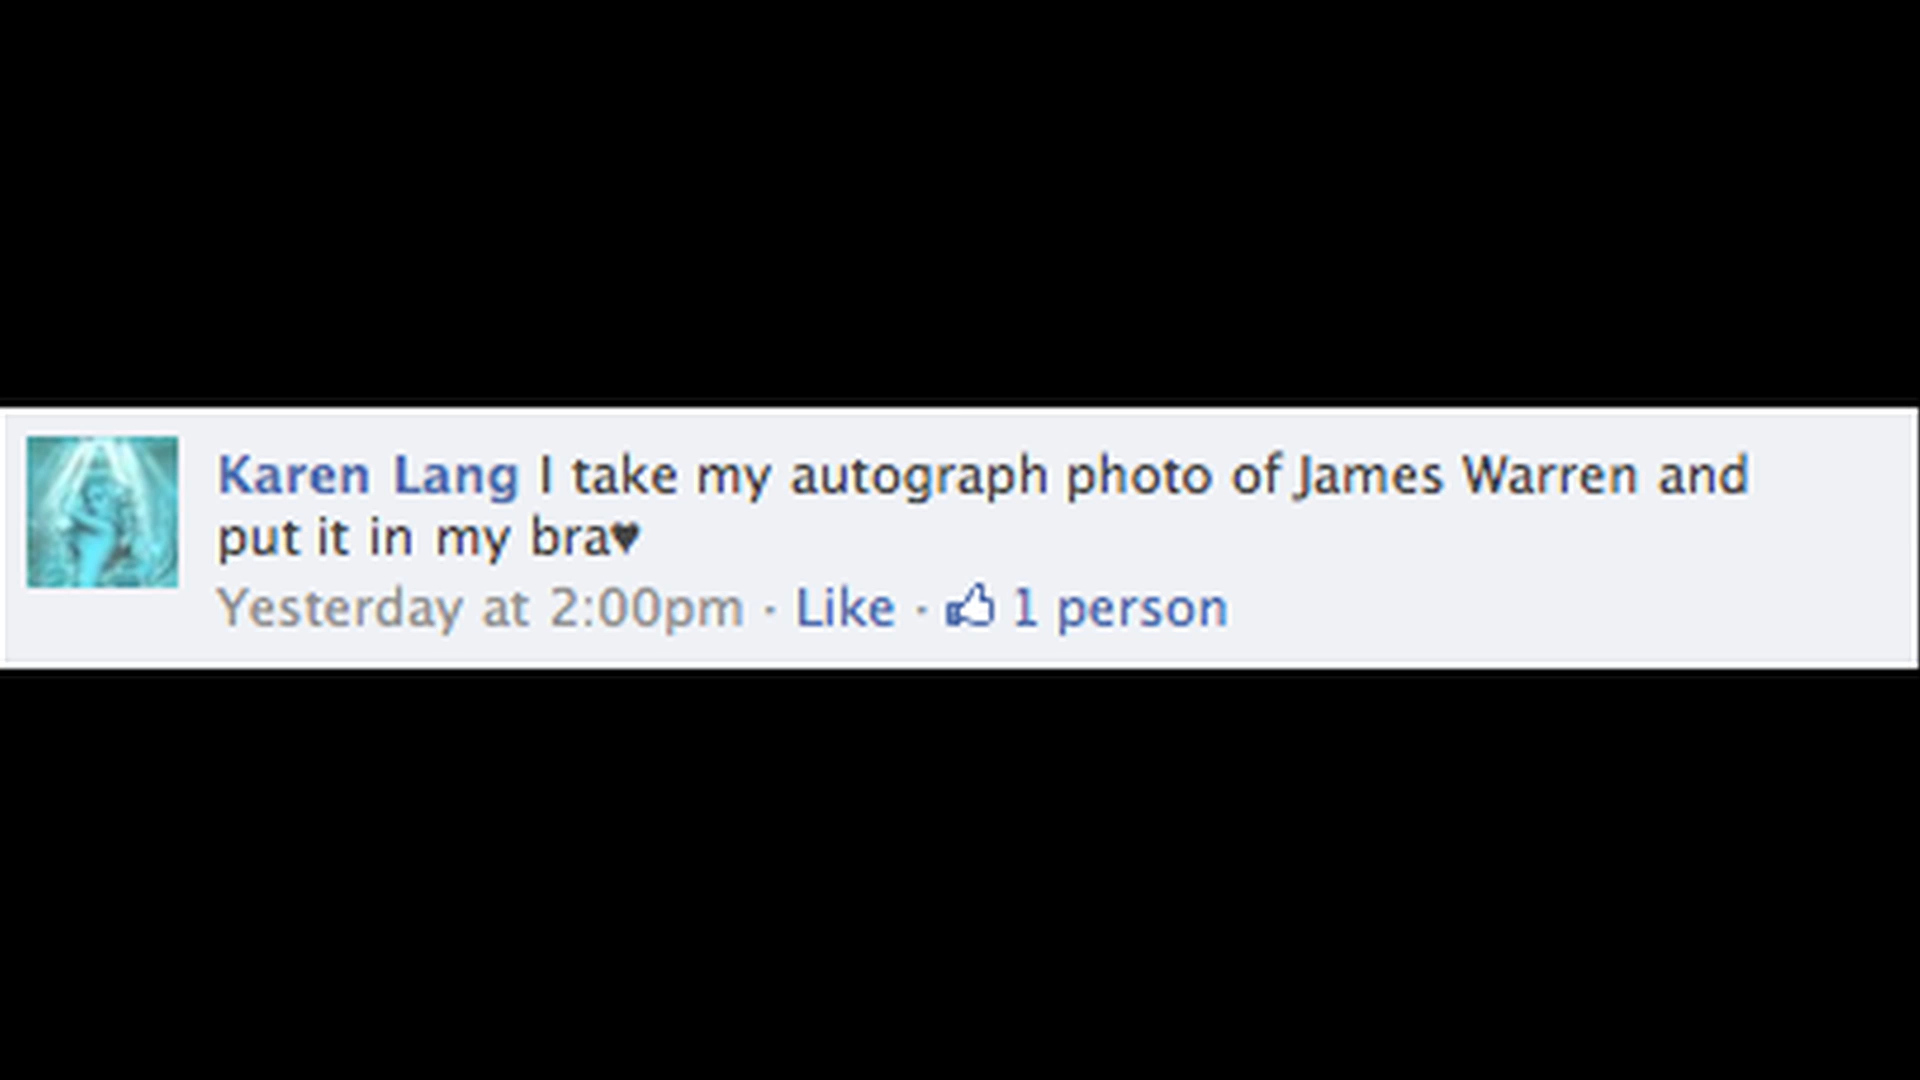 Karen Lang I take my autograph photo of James Warren and
put it in my bra♥
Yesterday at 2:00pm · Like · 1 person